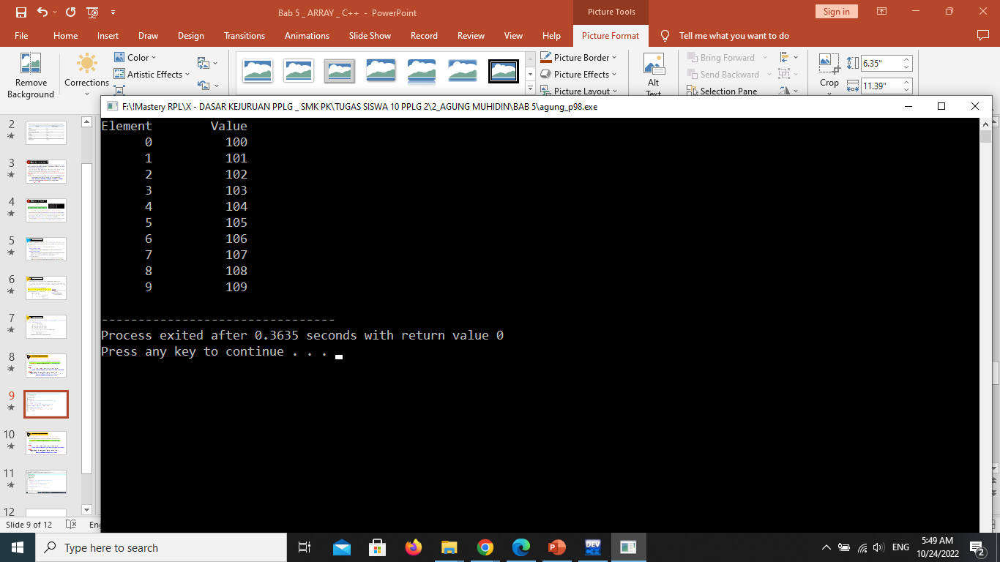 Bab 5 _ ARRAY _ C++ - PowerPoint
Picture Tools
Sign in
File Home Insert Draw Design Transitions Animations Slide Show Record Review View Help Picture Format Tell me what you want to do
Remove Background
Corrections
Color
Artistic Effects
Picture Border
Picture Effects
Picture Layout
Alt Text
Bring Forward
Send Backward
Selection Pane
Crop
6.35"
11.39"
F:\!Mastery RPL\X - DASAR KEJURUAN PPLG _ SMK PK\TUGAS SISWA 10 PPLG 2\2_AGUNG MUHIDIN\BAB 5\agung_p98.exe
Element Value
0 100
1 101
2 102
3 103
4 104
5 105
6 106
7 107
8 108
9 109
--------------------------------
Process exited after 0.3635 seconds with return value 0
Press any key to continue . . .
2
3
4
5
6
7
8
9
10
11
12
Slide 9 of 12
Type here to search
DEV
ENG
5:49 AM
10/24/2022
2